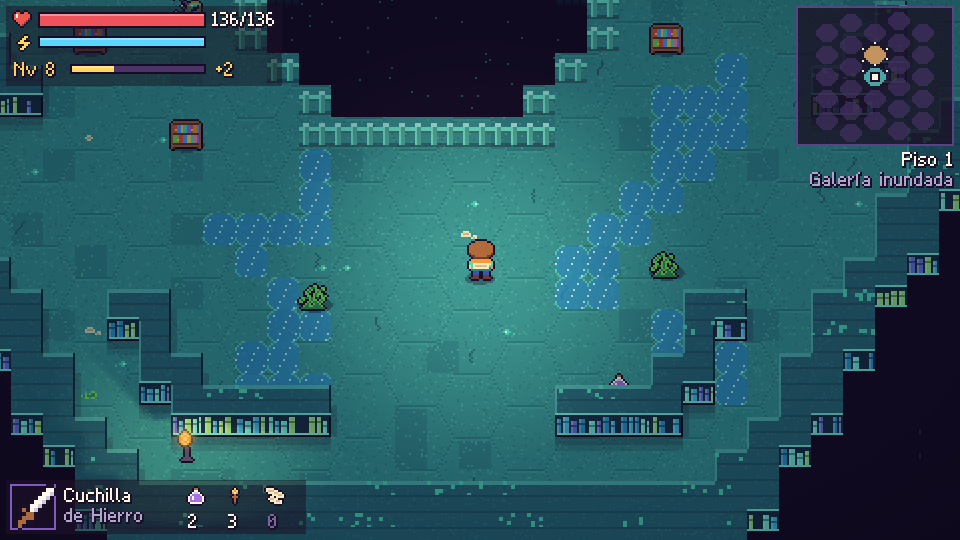 136/136
Nv 8
+2
Piso 1
Galería inundada
Cuchilla
de Hierro
2 3 0